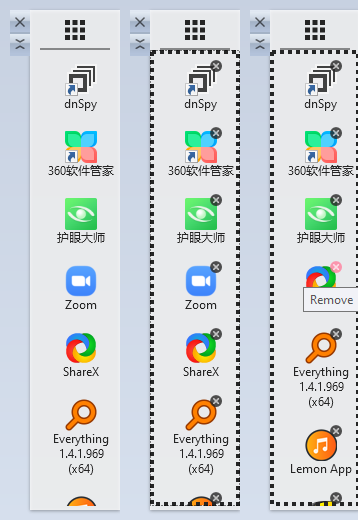 dnSpy
360软件管家
护眼大师
Zoom
ShareX
Everything
1.4.1.969
(x64)
dnSpy
360软件管家
护眼大师
Zoom
ShareX
Everything
1.4.1.969
(x64)
dnSpy
360软件管家
护眼大师
Remove
Everything
1.4.1.969
(x64)
Lemon App